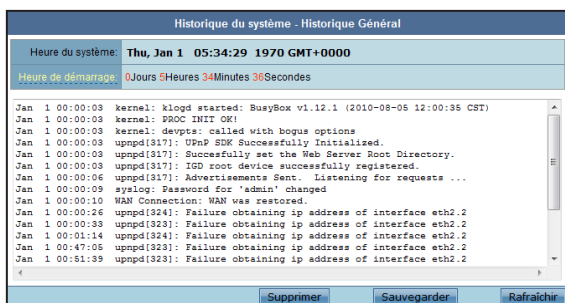 Historique du système - Historique Général
Heure du système: Thu, Jan 1 05:34:29 1970 GMT+0000
Heure de démarrage: 0Jours 5Heures 34Minutes 36Secondes
Jan 1 00:00:03 kernel: klogd started: BusyBox v1.12.1 (2010-08-05 12:00:35 CST)
Jan 1 00:00:03 kernel: PROC INIT OK!
Jan 1 00:00:03 kernel: devpts: called with bogus options
Jan 1 00:00:03 upnpd[317]: UPnP SDK Successfully Initialized.
Jan 1 00:00:03 upnpd[317]: Succesfully set the Web Server Root Directory.
Jan 1 00:00:03 upnpd[317]: IGD root device successfully registered.
Jan 1 00:00:06 upnpd[317]: Advertisements Sent. Listening for requests ...
Jan 1 00:00:09 syslog: Password for 'admin' changed
Jan 1 00:00:10 WAN Connection: WAN was restored.
Jan 1 00:00:26 upnpd[324]: Failure obtaining ip address of interface eth2.2
Jan 1 00:00:33 upnpd[323]: Failure obtaining ip address of interface eth2.2
Jan 1 00:01:14 upnpd[324]: Failure obtaining ip address of interface eth2.2
Jan 1 00:47:05 upnpd[323]: Failure obtaining ip address of interface eth2.2
Jan 1 00:51:39 upnpd[323]: Failure obtaining ip address of interface eth2.2
Supprimer Sauvegarder Rafraîchir